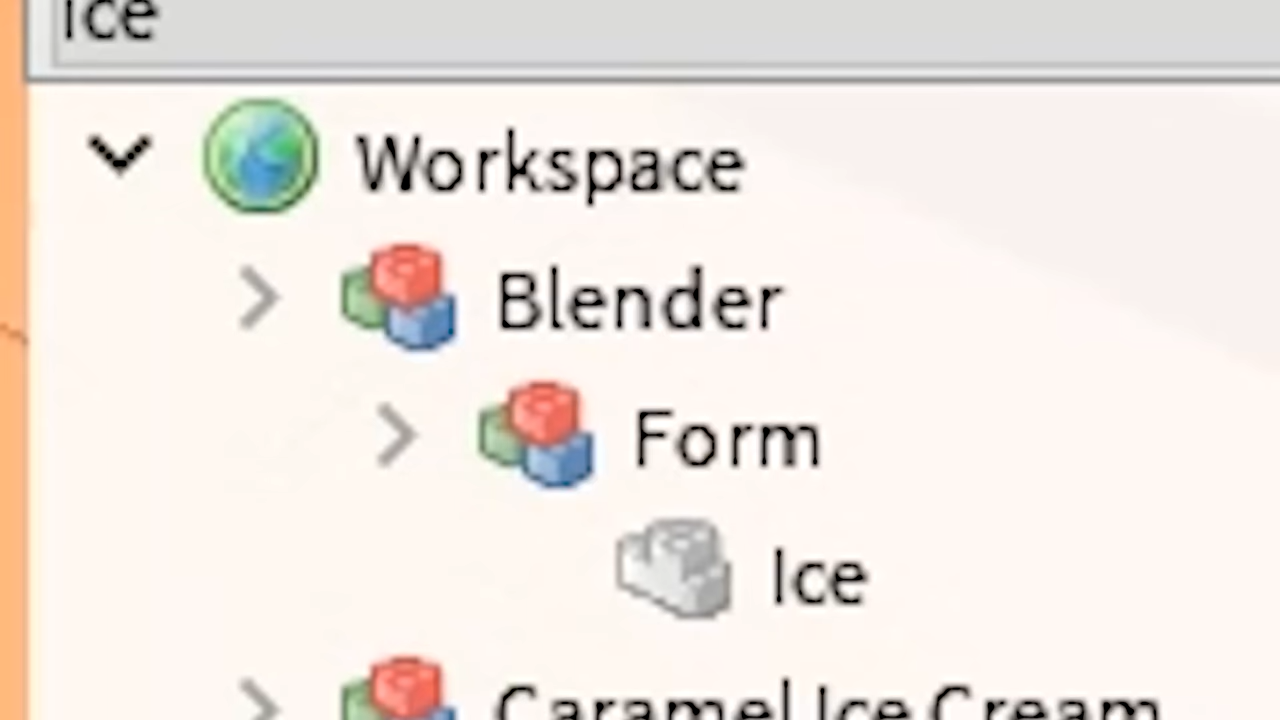 Ice
Workspace
Blender
Form
Ice
Caramel Ice Cream